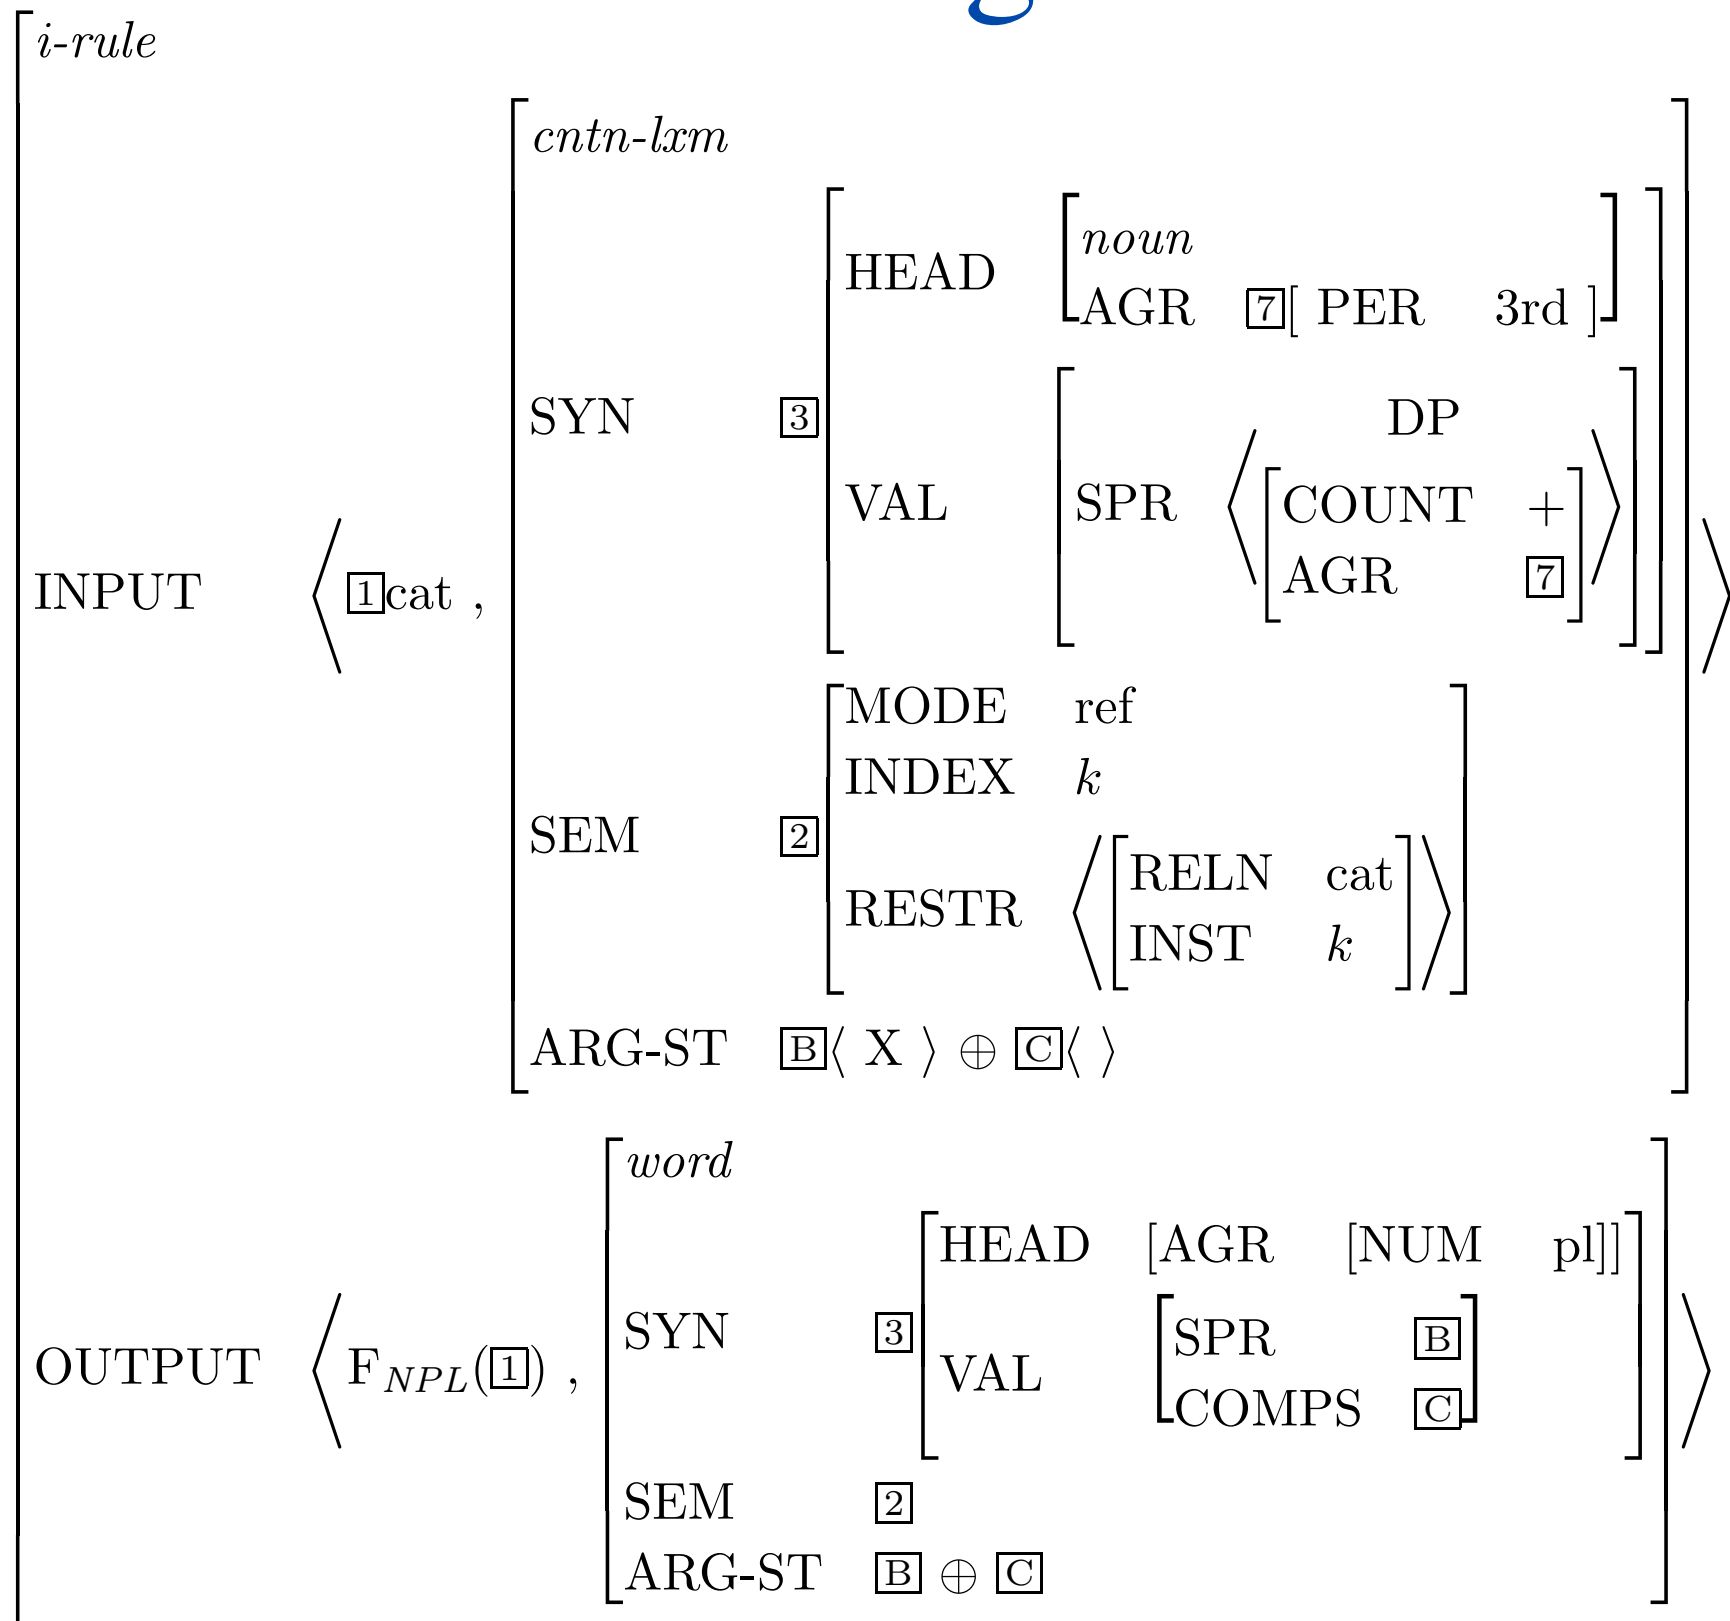 g
i-rule
cntn-lxm
noun
HEAD
AGR 7[ PER 3rd ]
DP
SYN 3
VAL SPR ⟨ COUNT + ⟩
AGR 7
INPUT ⟨ 1cat , ⟩
MODE ref
INDEX k
SEM 2
RELN cat
RESTR ⟨ ⟩
INST k
ARG-ST B⟨ X ⟩ ⊕ C⟨ ⟩
word
HEAD [AGR [NUM pl]]
SYN 3
SPR B
OUTPUT ⟨ F_NPL(1) , ⟩
VAL
COMPS C
SEM 2
ARG-ST B ⊕ C